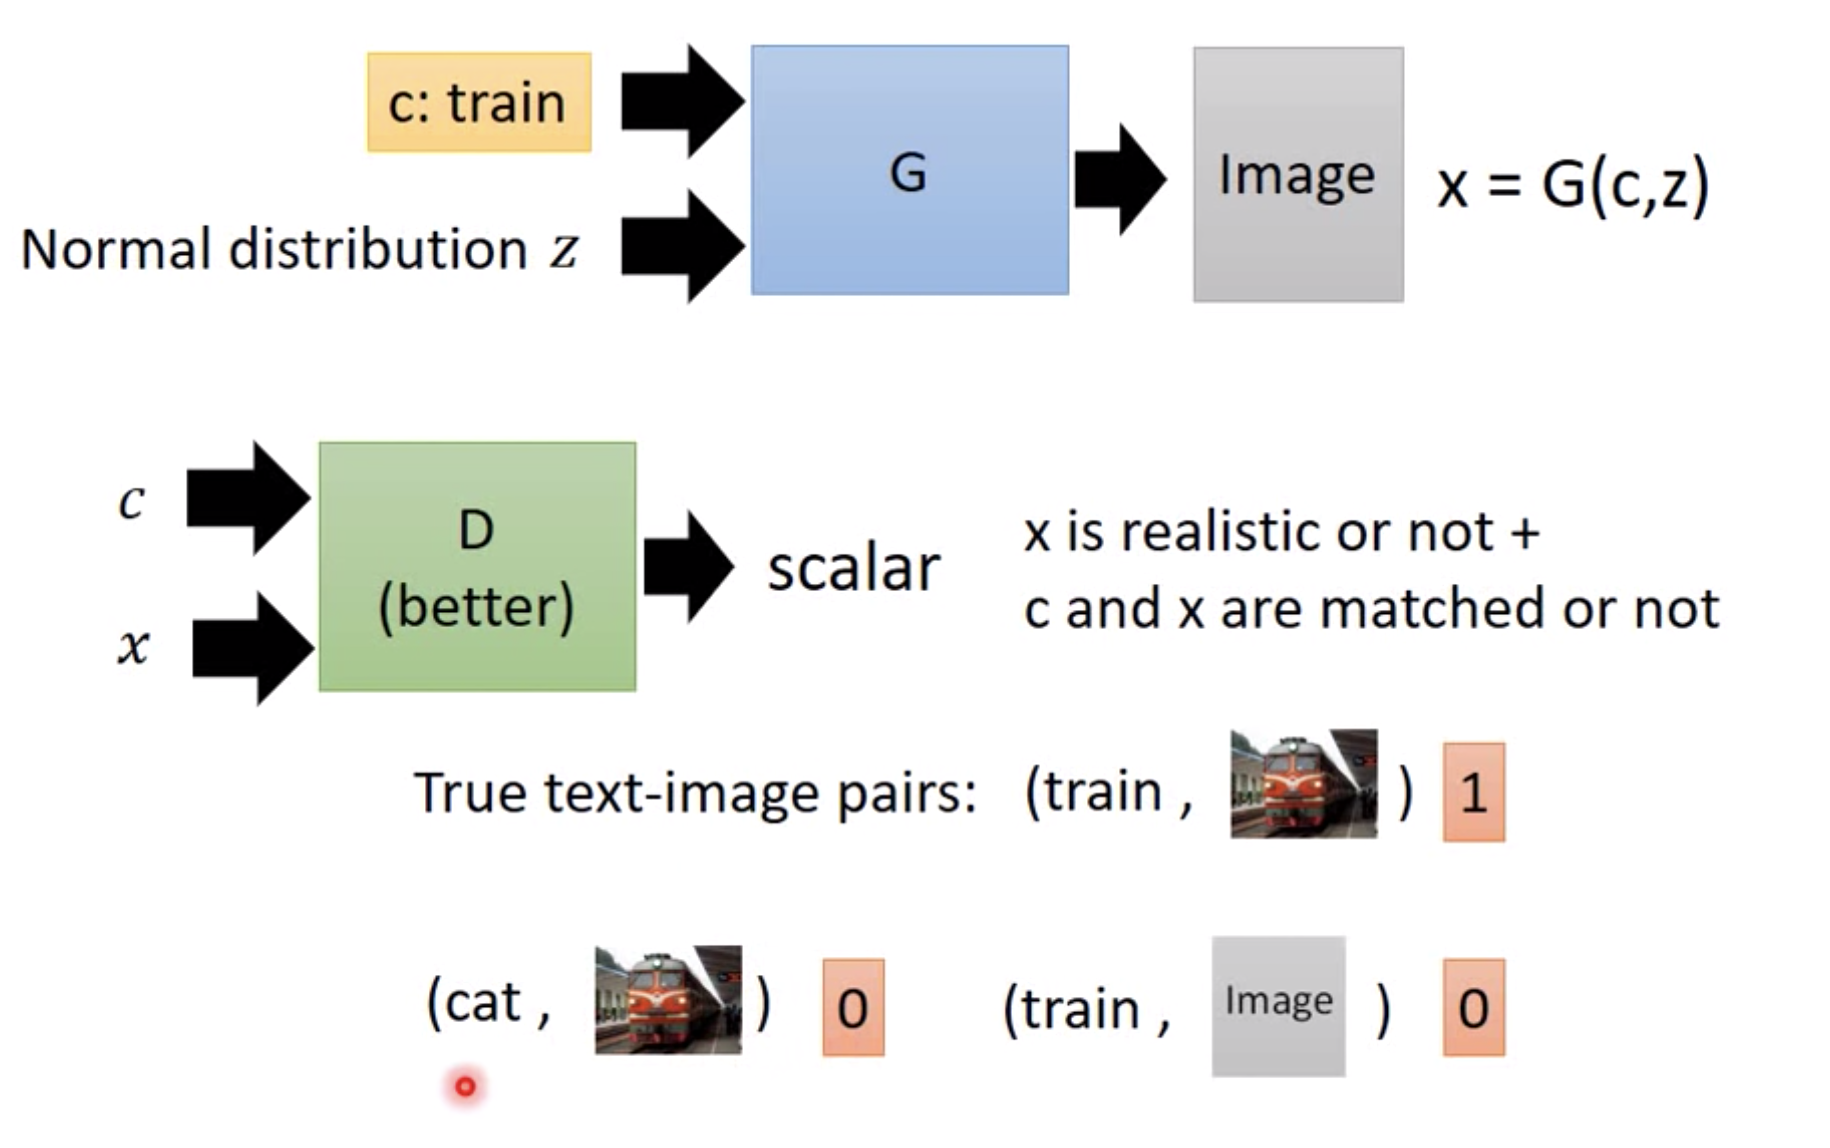 c: train
Normal distribution z
G
Image
x = G(c,z)
c
x
D
(better)
scalar
x is realistic or not +
c and x are matched or not
True text-image pairs: (train , ) 1
(cat , ) 0 (train , Image ) 0